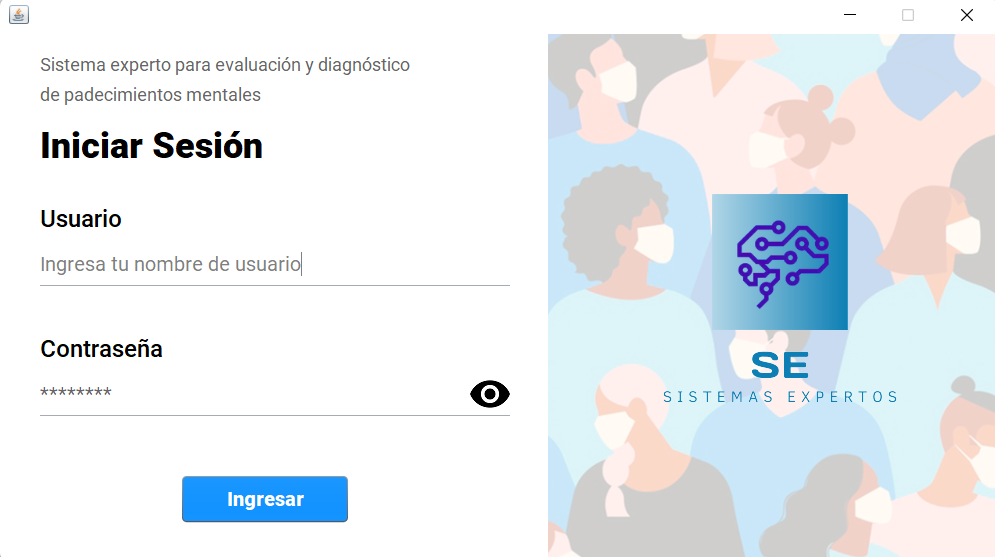 Sistema experto para evaluación y diagnóstico
de padecimientos mentales
Iniciar Sesión
Usuario
Ingresa tu nombre de usuario
Contraseña
********
Ingresar
SE
SISTEMAS EXPERTOS